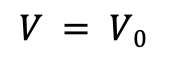 V = V₀